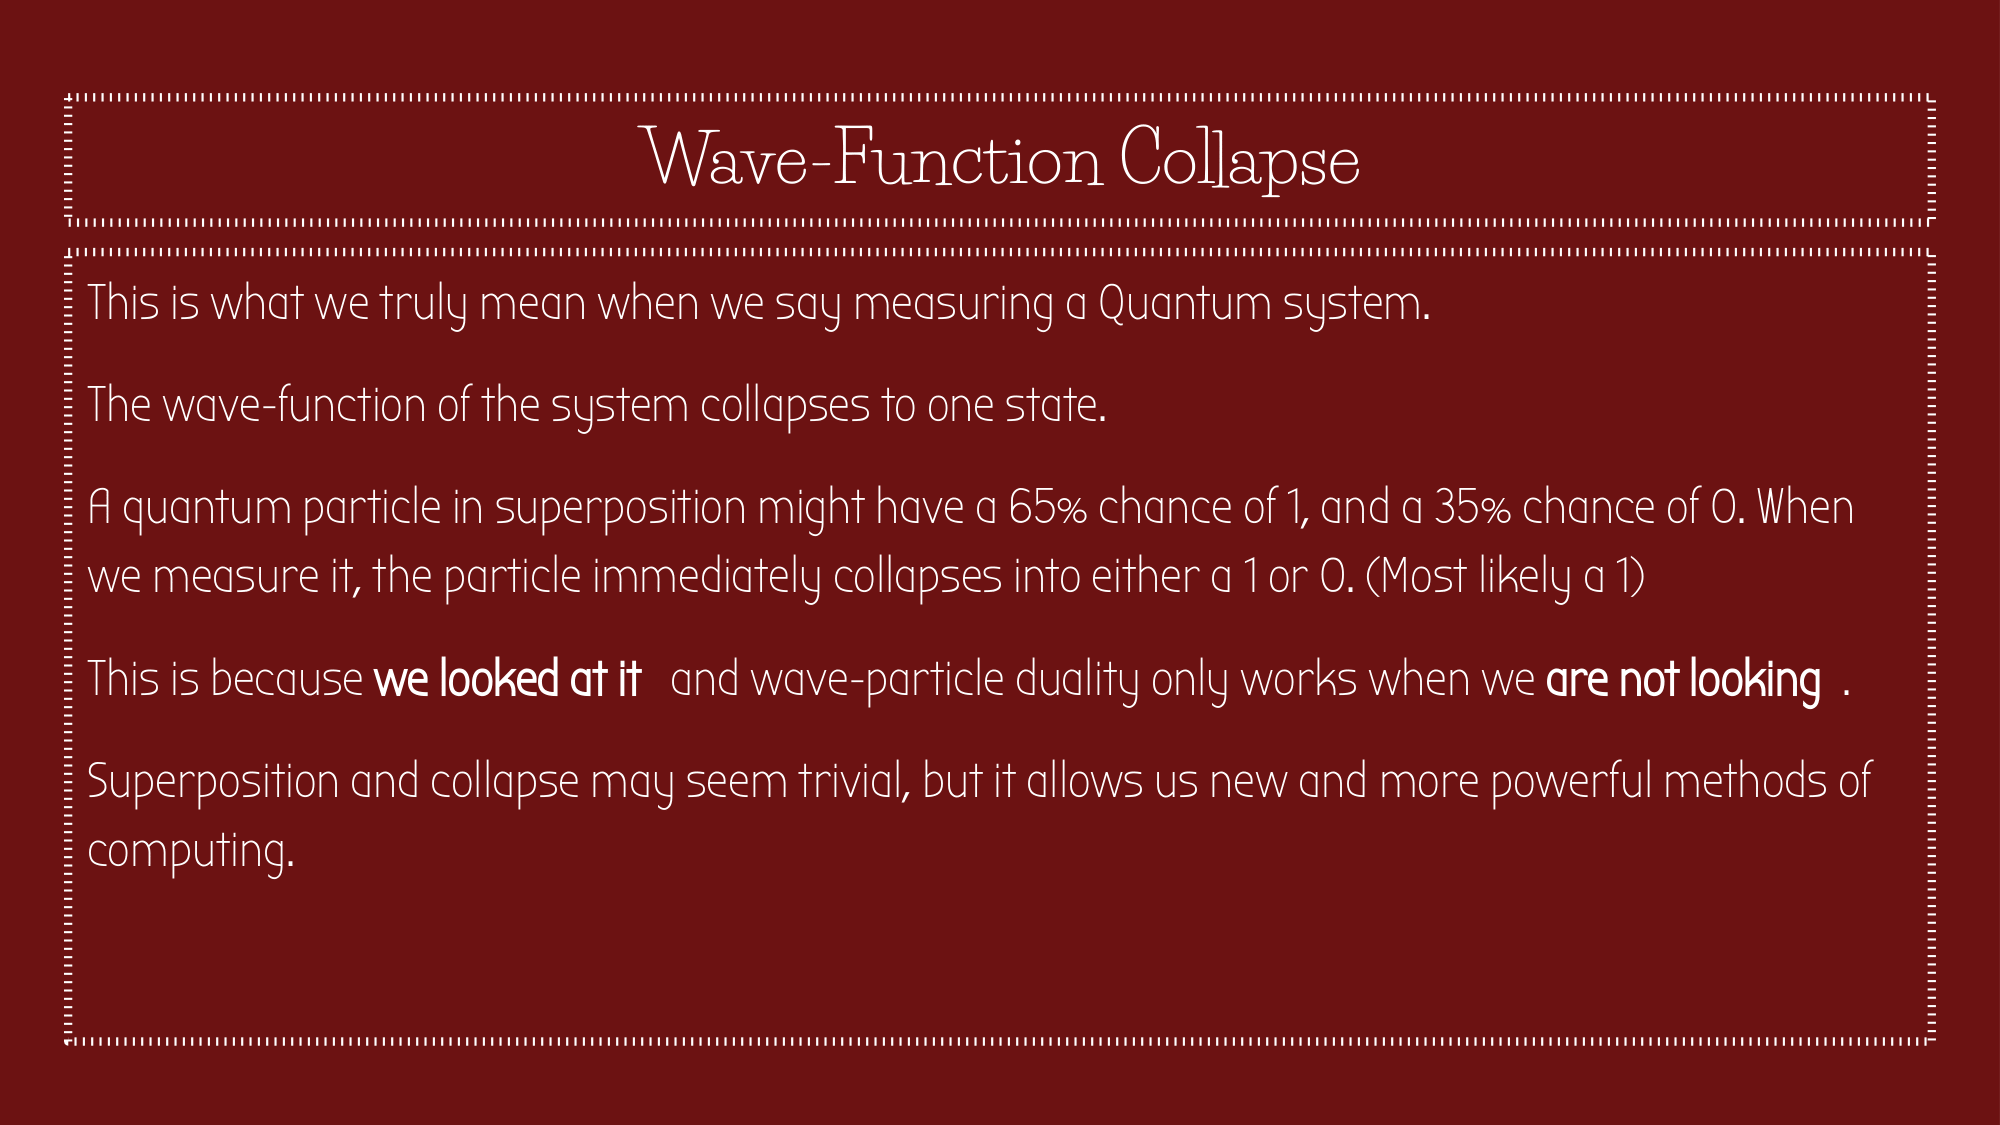 Wave-Function Collapse
This is what we truly mean when we say measuring a Quantum system.
The wave-function of the system collapses to one state.
A quantum particle in superposition might have a 65% chance of 1, and a 35% chance of 0. When
we measure it, the particle immediately collapses into either a 1 or 0. (Most likely a 1)
This is because we looked at it and wave-particle duality only works when we are not looking .
Superposition and collapse may seem trivial, but it allows us new and more powerful methods of
computing.